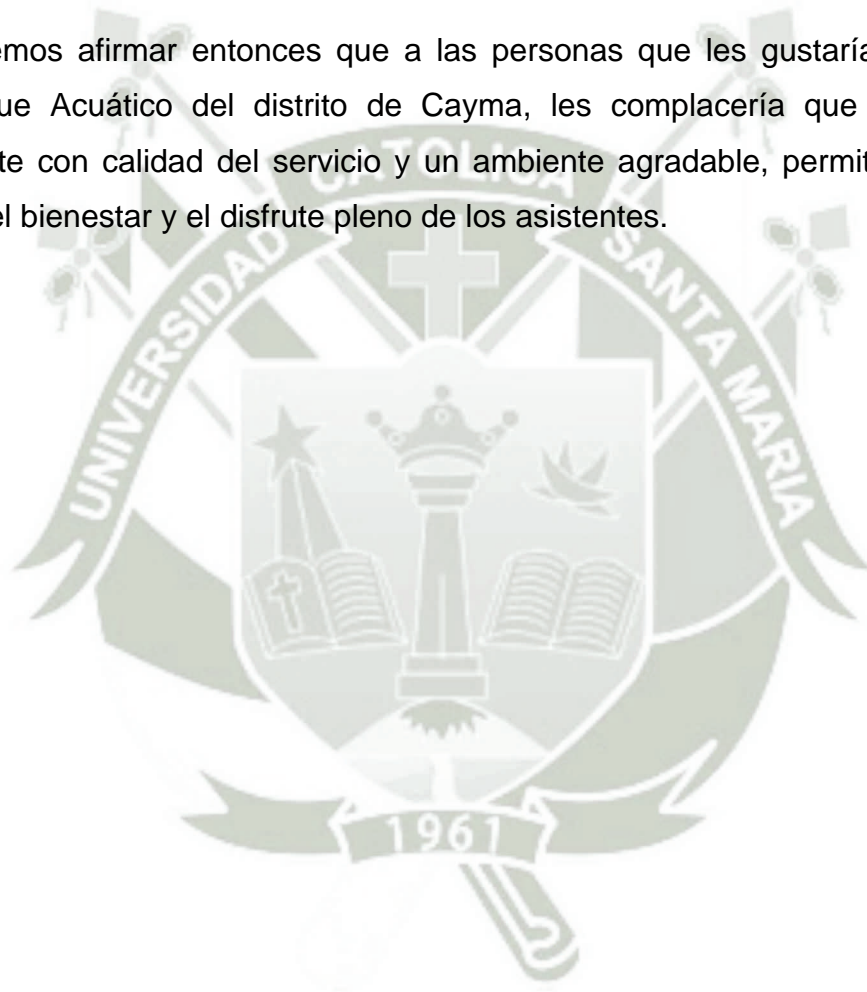 emos afirmar entonces que a las personas que les gustaría
ue Acuático del distrito de Cayma, les complacería que
te con calidad del servicio y un ambiente agradable, permit
el bienestar y el disfrute pleno de los asistentes.
UNIVERSIDAD CATOLICA SANTA MARIA
1961